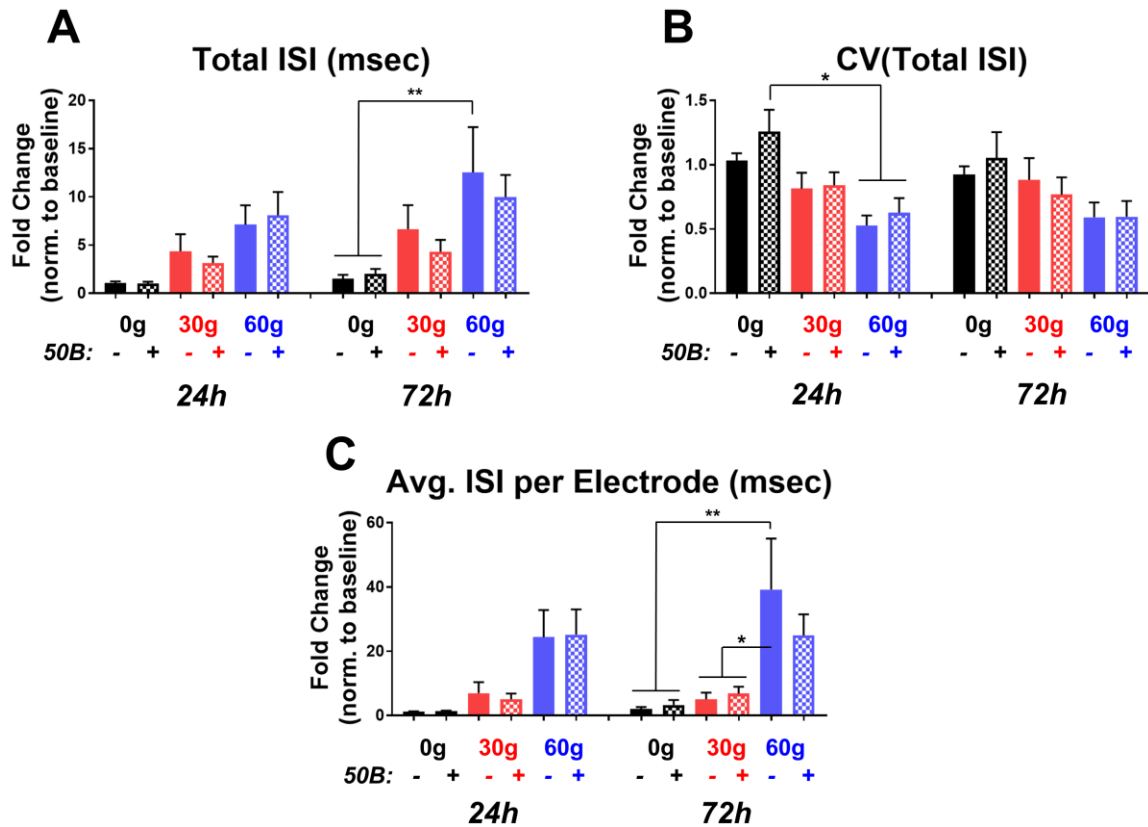 A
Total ISI (msec)
Fold Change
(norm. to baseline)
20
15
10
5
0
**
0g 30g 60g 0g 30g 60g
50B: - + - + - + - + - + - +
24h 72h
B
CV(Total ISI)
Fold Change
(norm. to baseline)
1.5
1.0
0.5
0.0
*
0g 30g 60g 0g 30g 60g
50B: - + - + - + - + - + - +
24h 72h
C
Avg. ISI per Electrode (msec)
Fold Change
(norm. to baseline)
60
40
20
0
**
*
0g 30g 60g 0g 30g 60g
50B: - + - + - + - + - + - +
24h 72h